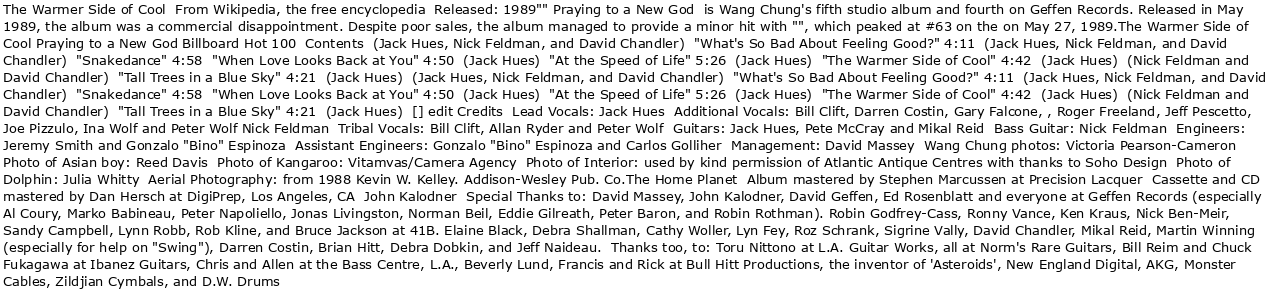 The Warmer Side of Cool  From Wikipedia, the free encyclopedia  Released: 1989"" Praying to a New God  is Wang Chung's fifth studio album and fourth on Geffen Records. Released in May
1989, the album was a commercial disappointment. Despite poor sales, the album managed to provide a minor hit with "", which peaked at #63 on the on May 27, 1989.The Warmer Side of
Cool Praying to a New God Billboard Hot 100  Contents  (Jack Hues, Nick Feldman, and David Chandler)  "What's So Bad About Feeling Good?" 4:11  (Jack Hues, Nick Feldman, and David
Chandler)  "Snakedance" 4:58  "When Love Looks Back at You" 4:50  (Jack Hues)  "At the Speed of Life" 5:26  (Jack Hues)  "The Warmer Side of Cool" 4:42  (Jack Hues)  (Nick Feldman and
David Chandler)  "Tall Trees in a Blue Sky" 4:21  (Jack Hues)  (Jack Hues, Nick Feldman, and David Chandler)  "What's So Bad About Feeling Good?" 4:11  (Jack Hues, Nick Feldman, and David
Chandler)  "Snakedance" 4:58  "When Love Looks Back at You" 4:50  (Jack Hues)  "At the Speed of Life" 5:26  (Jack Hues)  "The Warmer Side of Cool" 4:42  (Jack Hues)  (Nick Feldman and
David Chandler)  "Tall Trees in a Blue Sky" 4:21  (Jack Hues)  [] edit Credits  Lead Vocals: Jack Hues  Additional Vocals: Bill Clift, Darren Costin, Gary Falcone, , Roger Freeland, Jeff Pescetto,
Joe Pizzulo, Ina Wolf and Peter Wolf Nick Feldman  Tribal Vocals: Bill Clift, Allan Ryder and Peter Wolf  Guitars: Jack Hues, Pete McCray and Mikal Reid  Bass Guitar: Nick Feldman  Engineers:
Jeremy Smith and Gonzalo "Bino" Espinoza  Assistant Engineers: Gonzalo "Bino" Espinoza and Carlos Golliher  Management: David Massey  Wang Chung photos: Victoria Pearson-Cameron
Photo of Asian boy: Reed Davis  Photo of Kangaroo: Vitamvas/Camera Agency  Photo of Interior: used by kind permission of Atlantic Antique Centres with thanks to Soho Design  Photo of
Dolphin: Julia Whitty  Aerial Photography: from 1988 Kevin W. Kelley. Addison-Wesley Pub. Co.The Home Planet  Album mastered by Stephen Marcussen at Precision Lacquer  Cassette and CD
mastered by Dan Hersch at DigiPrep, Los Angeles, CA  John Kalodner  Special Thanks to: David Massey, John Kalodner, David Geffen, Ed Rosenblatt and everyone at Geffen Records (especially
Al Coury, Marko Babineau, Peter Napoliello, Jonas Livingston, Norman Beil, Eddie Gilreath, Peter Baron, and Robin Rothman). Robin Godfrey-Cass, Ronny Vance, Ken Kraus, Nick Ben-Meir,
Sandy Campbell, Lynn Robb, Rob Kline, and Bruce Jackson at 41B. Elaine Black, Debra Shallman, Cathy Woller, Lyn Fey, Roz Schrank, Sigrine Vally, David Chandler, Mikal Reid, Martin Winning
(especially for help on "Swing"), Darren Costin, Brian Hitt, Debra Dobkin, and Jeff Naideau.  Thanks too, to: Toru Nittono at L.A. Guitar Works, all at Norm's Rare Guitars, Bill Reim and Chuck
Fukagawa at Ibanez Guitars, Chris and Allen at the Bass Centre, L.A., Beverly Lund, Francis and Rick at Bull Hitt Productions, the inventor of 'Asteroids', New England Digital, AKG, Monster
Cables, Zildjian Cymbals, and D.W. Drums